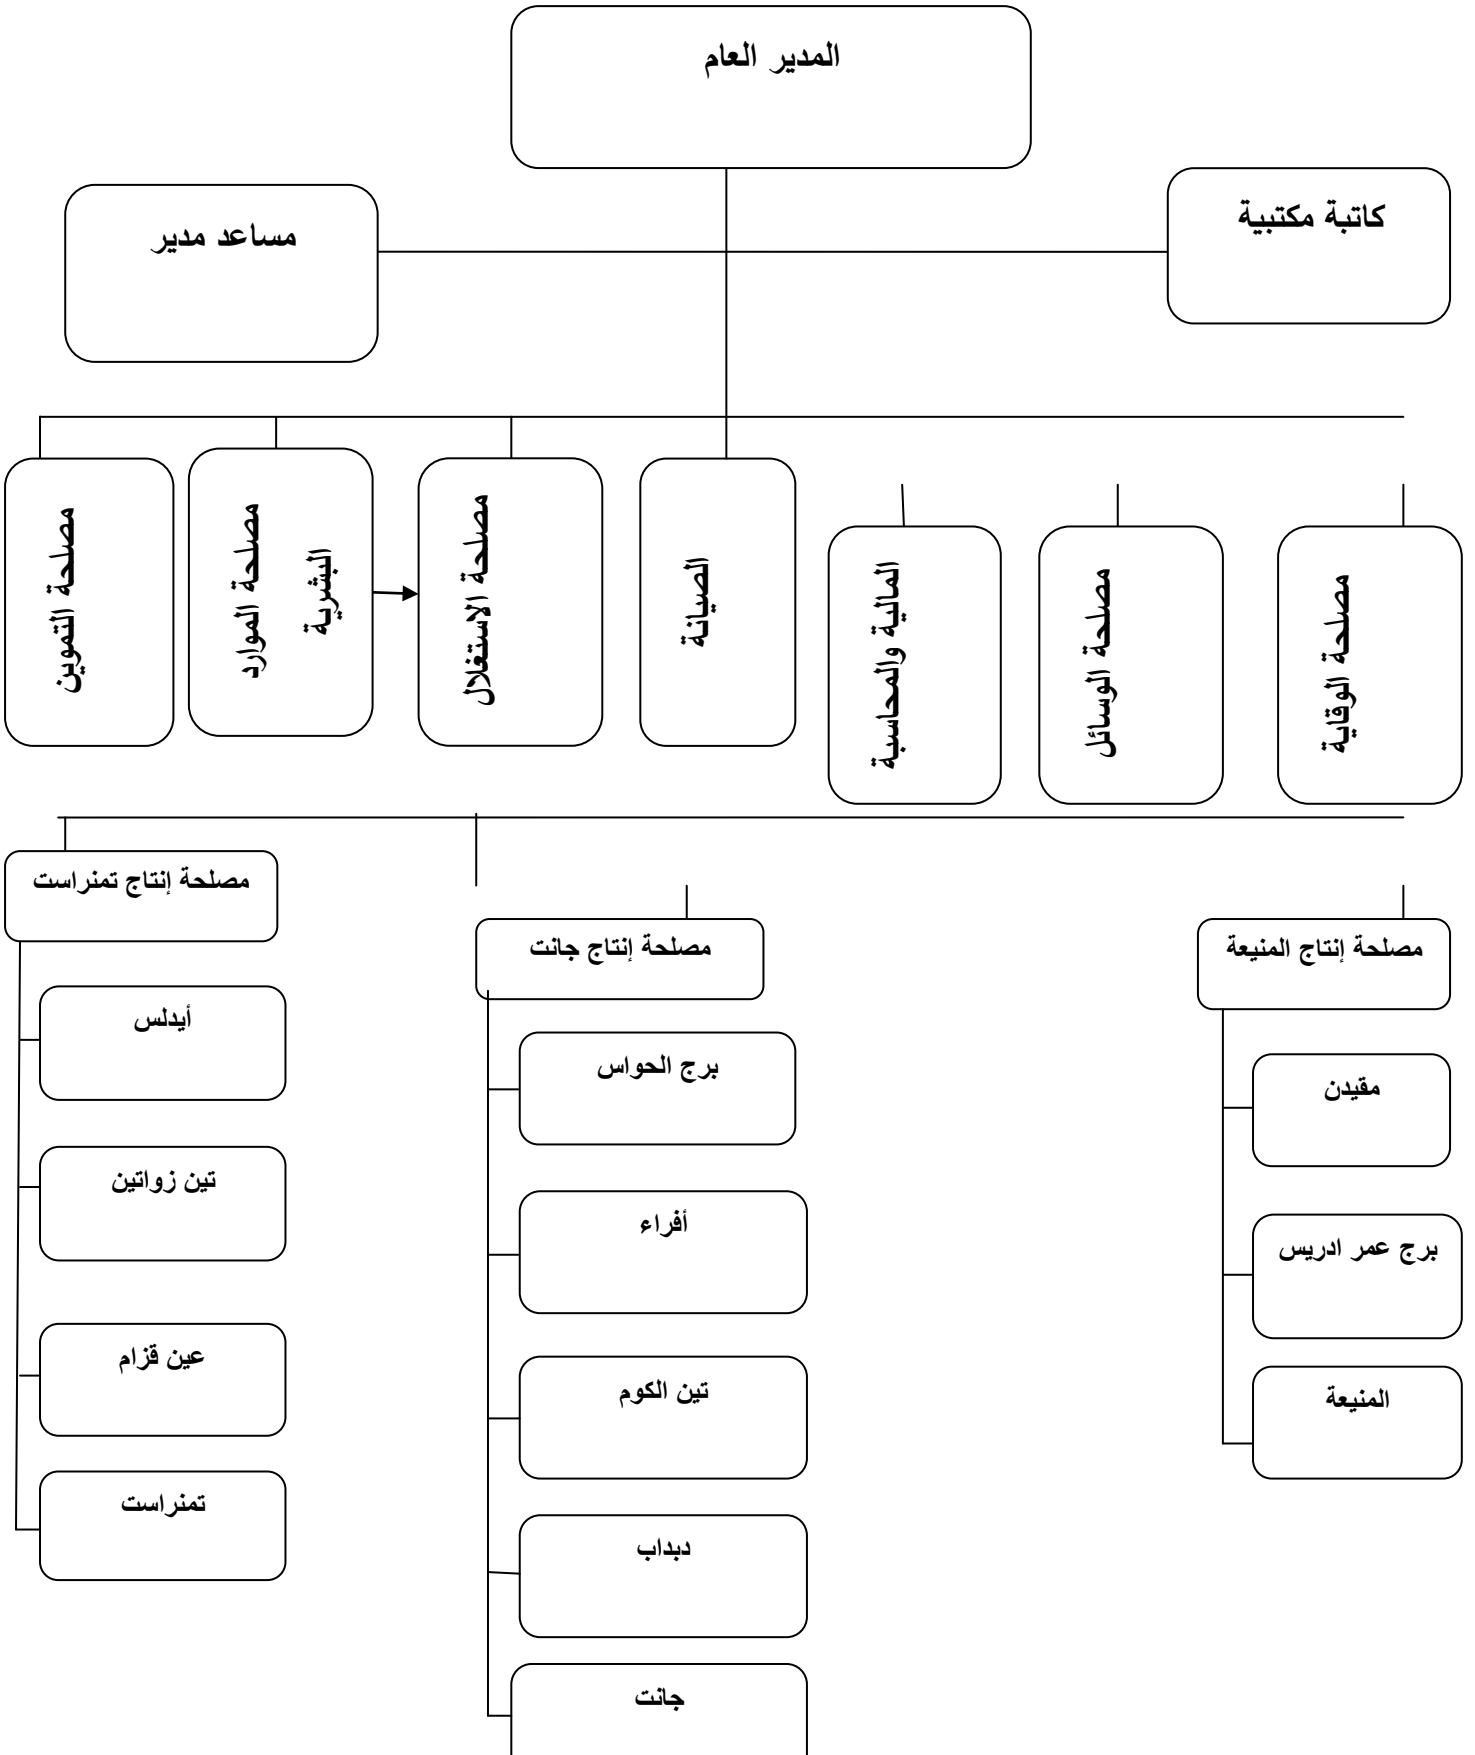 المدير العام
كاتبة مكتبية
مساعد مدير
مصلحة الوقاية
مصلحة الوسائل
المالية والمحاسبة
الصيانة
مصلحة الاستغلال
مصلحة الموارد
البشرية
مصلحة التموين
مصلحة إنتاج المنيعة
مقيدن
برج عمر ادريس
المنيعة
مصلحة إنتاج جانت
برج الحواس
أفراء
تين الكوم
دبداب
جانت
مصلحة إنتاج تمنراست
أيدلس
تين زواتين
عين قزام
تمنراست